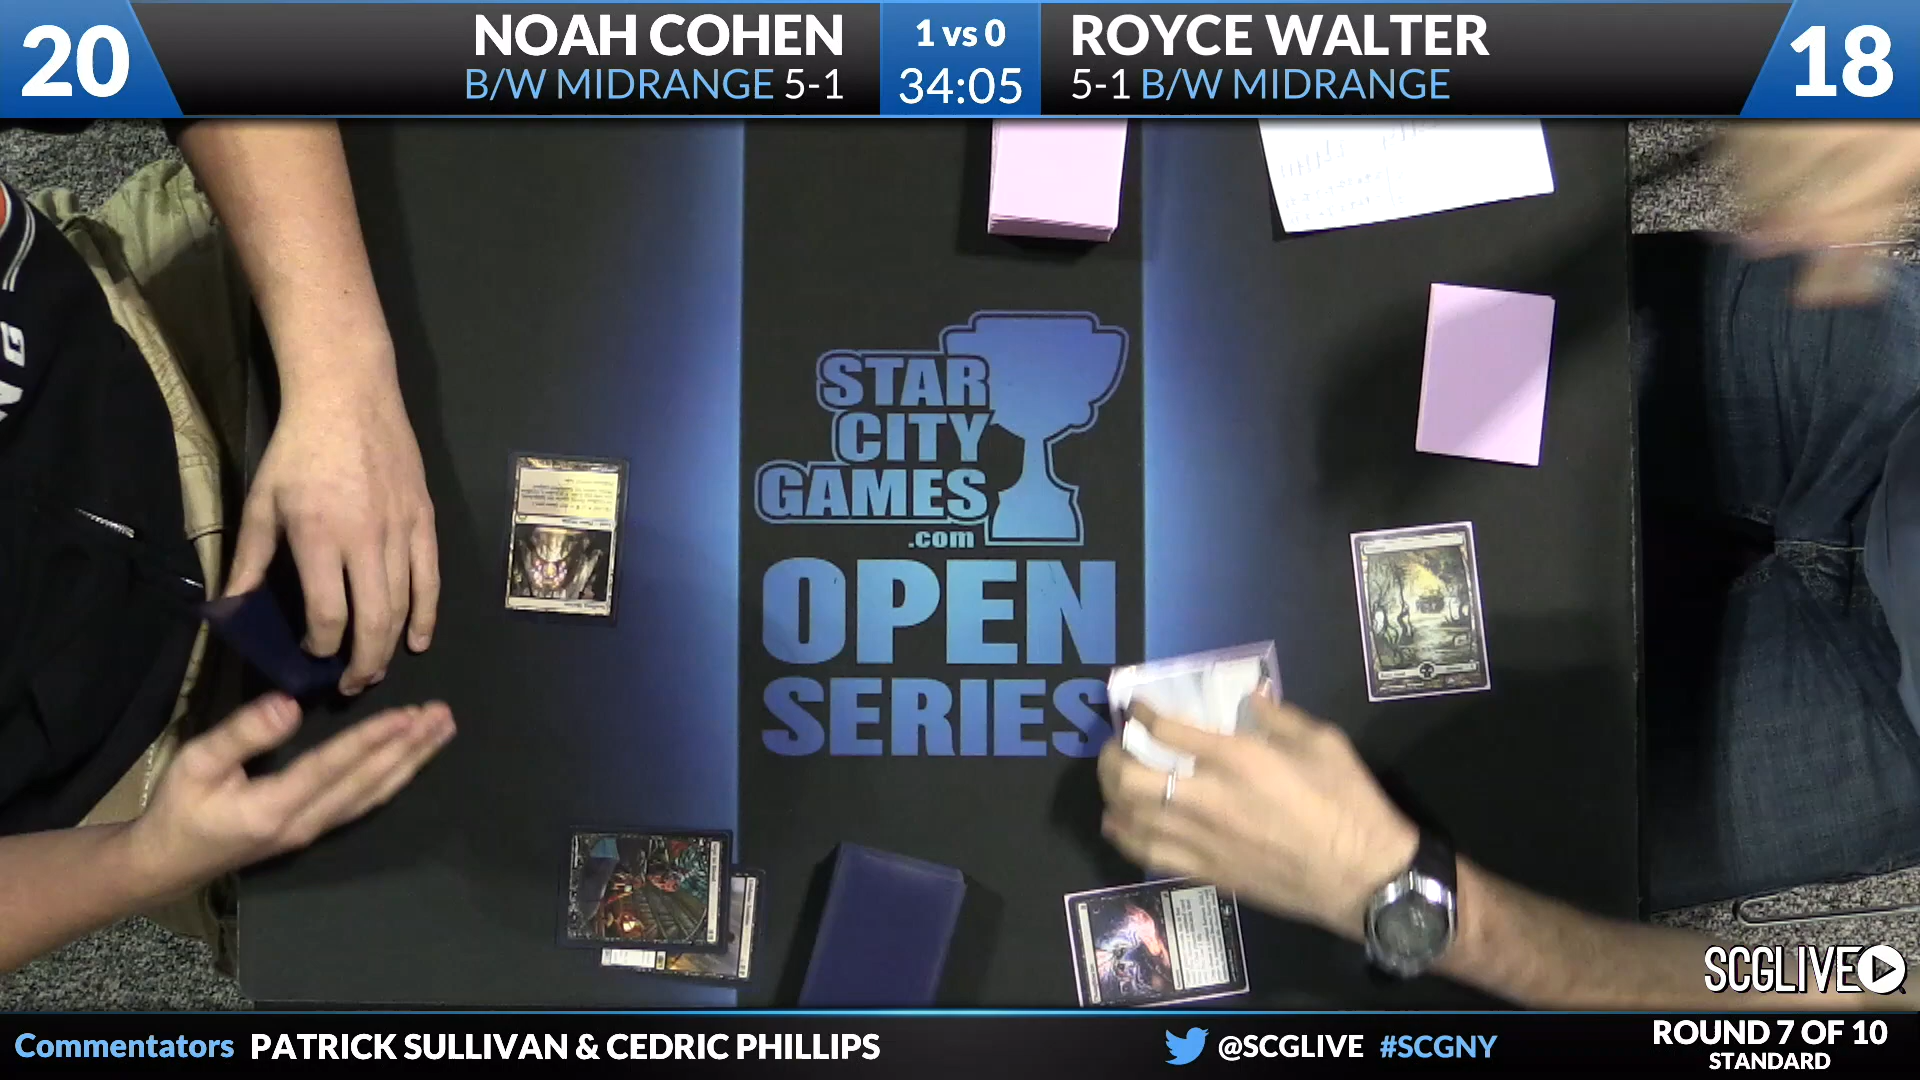 20
NOAH COHEN
B/W MIDRANGE 5-1
1 vs 0
34:05
ROYCE WALTER
5-1 B/W MIDRANGE
18
STAR
CITY
GAMES
.com
OPEN
SERIES
SCGLIVE
Commentators PATRICK SULLIVAN & CEDRIC PHILLIPS
@SCGLIVE #SCGNY
ROUND 7 OF 10
STANDARD